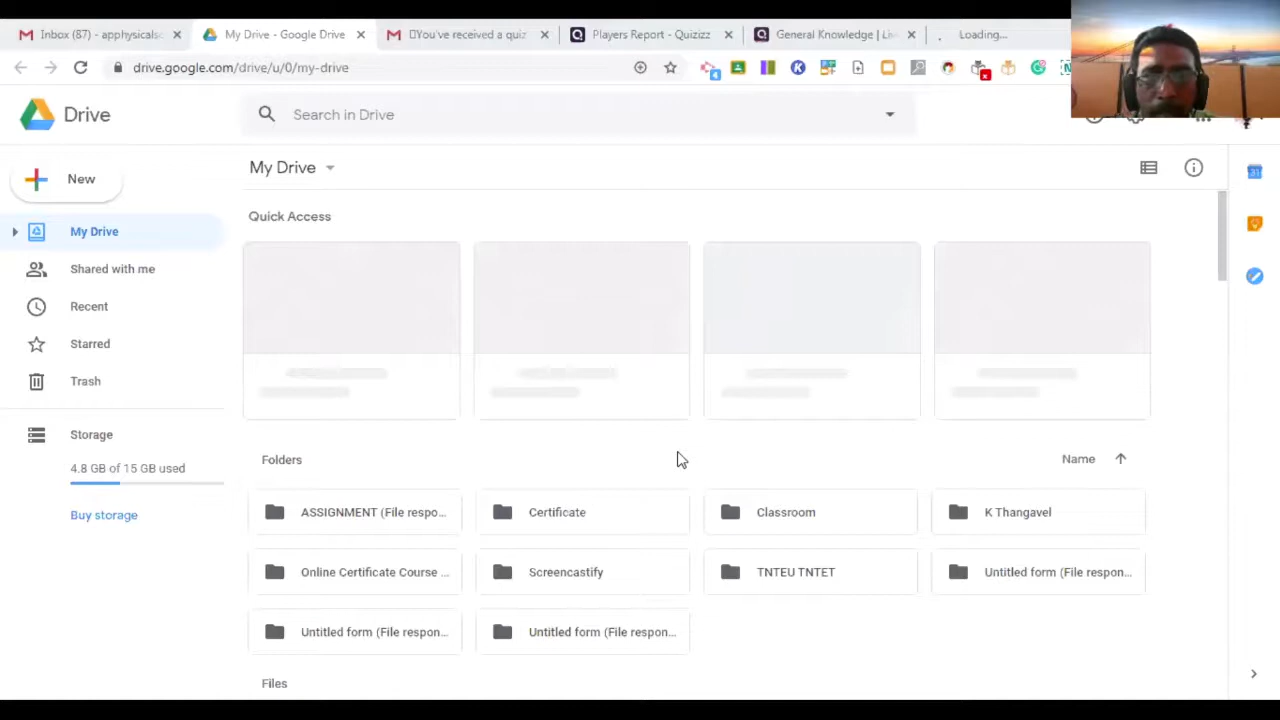 Inbox (87) - apphysicalsc
My Drive - Google Drive
You've received a quiz
Players Report - Quizizz
General Knowledge | Live
Loading...
drive.google.com/drive/u/0/my-drive
4
Drive
Search in Drive
New
My Drive
Quick Access
My Drive
Shared with me
Recent
Starred
Trash
Storage
4.8 GB of 15 GB used
Buy storage
31
Folders
Name
ASSIGNMENT (File respo...
Certificate
Classroom
K Thangavel
Online Certificate Course ...
Screencastify
TNTEU TNTET
Untitled form (File respon...
Untitled form (File respon...
Untitled form (File respon...
Files